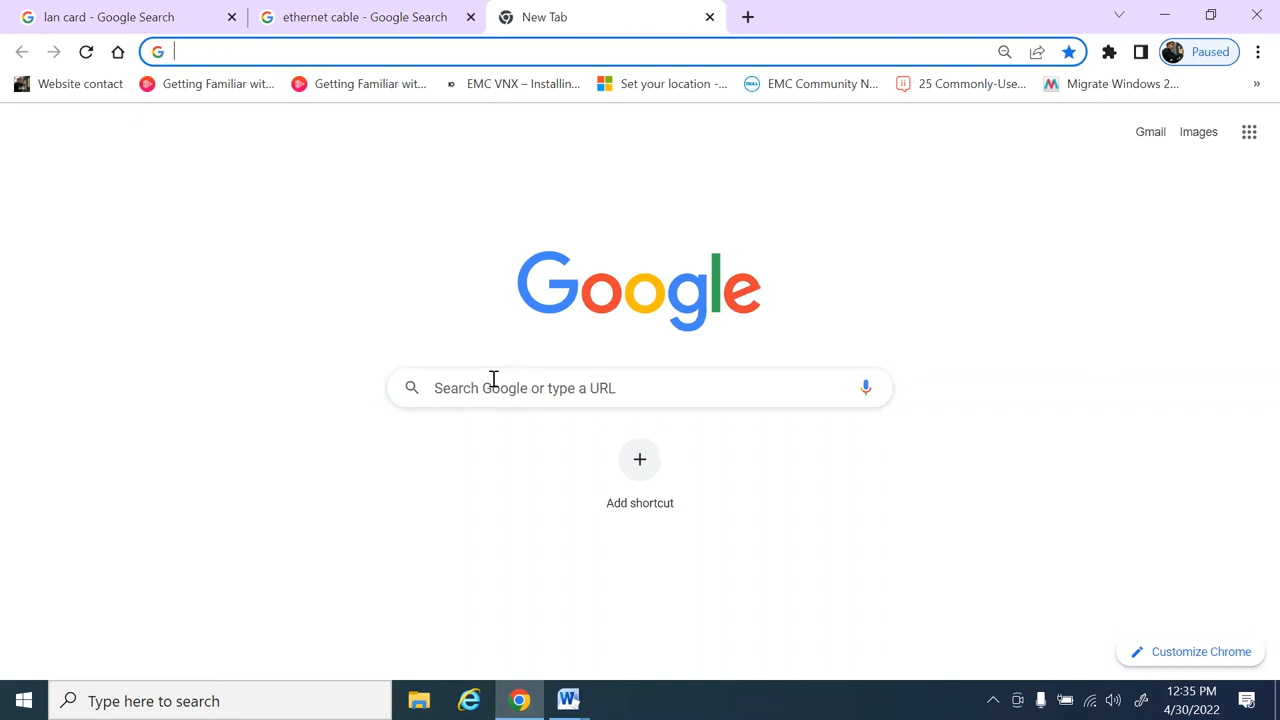 lan card - Google Search
ethernet cable - Google Search
New Tab
Paused
Website contact
Getting Familiar wit...
Getting Familiar wit...
EMC VNX – Installin...
Set your location -...
EMC Community N...
25 Commonly-Use...
Migrate Windows 2...
»
Gmail
Images
Google
Search Google or type a URL
Add shortcut
Customize Chrome
Type here to search
12:35 PM
4/30/2022